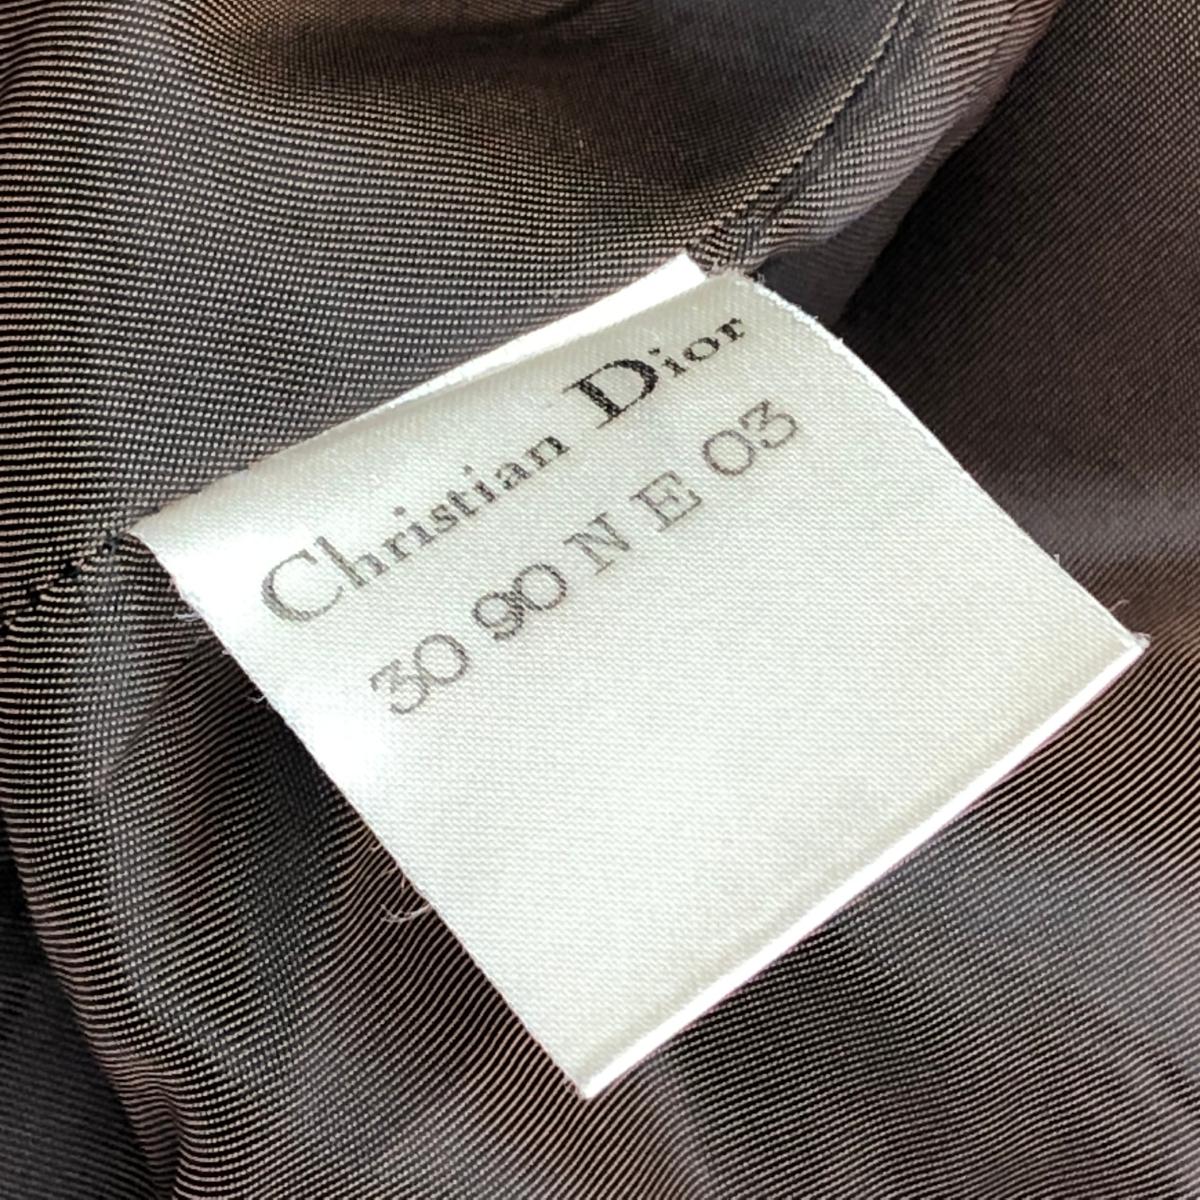 Christian Dior
30 90 N E 03